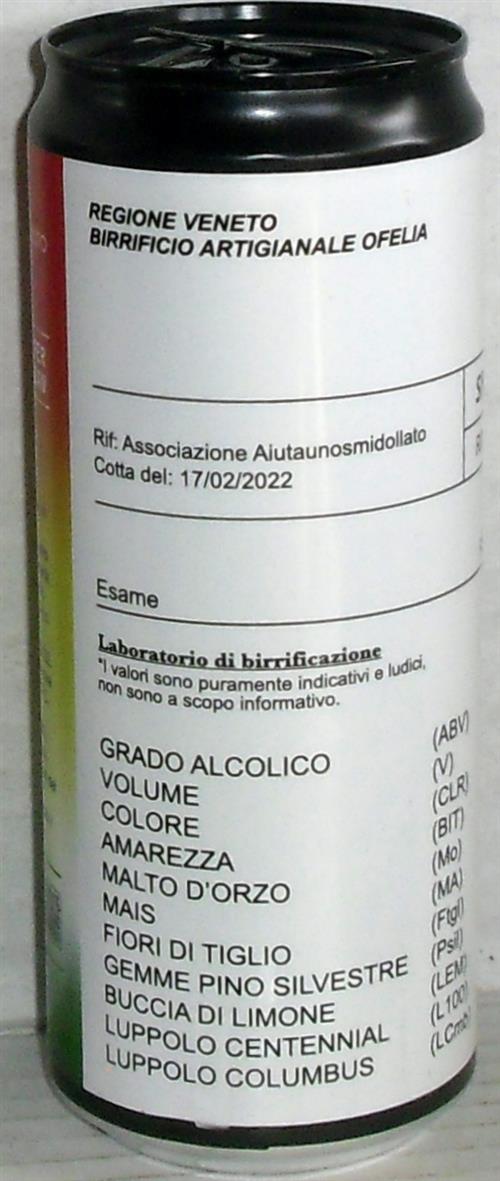 REGIONE VENETO
BIRRIFICIO ARTIGIANALE OFELIA
Rif: Associazione Aiutaunosmidollato
Cotta del: 17/02/2022
Esame
Laboratorio di birrificazione
*I valori sono puramente indicativi e ludici,
non sono a scopo informativo.
GRADO ALCOLICO (ABV)
VOLUME (V)
COLORE (CLR)
AMAREZZA (BIT)
MALTO D'ORZO (Mo)
MAIS (MA)
FIORI DI TIGLIO (Ftgl)
GEMME PINO SILVESTRE (Psil)
BUCCIA DI LIMONE (LEM)
LUPPOLO CENTENNIAL (L100)
LUPPOLO COLUMBUS (LCmb)